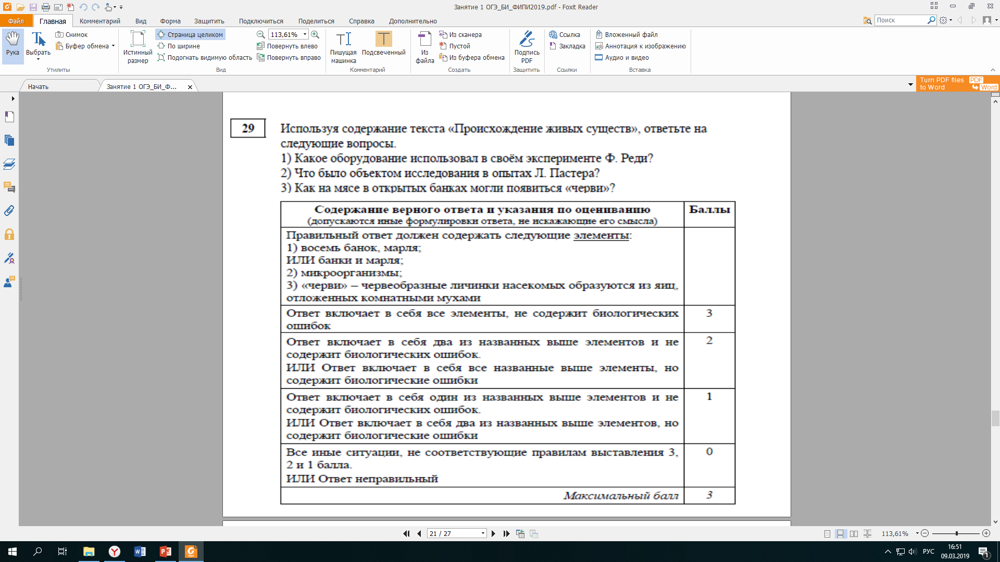 Занятие 1 ОГЭ_БИ_ФИПИ2019.pdf - Foxit Reader
Файл Главная Комментарий Вид Форма Защитить Подключиться Поделиться Справка Дополнительно Поиск
Рука
Выбрать
Снимок
Буфер обмена
Утилиты
Истинный размер
Страница целиком
По ширине
Подогнать видимую область
113,61%
Повернуть влево
Повернуть вправо
Вид
Пишущая машинка
Подсвеченный
Комментарий
Из файла
Из сканера
Пустой
Из буфера обмена
Создать
Подпись PDF
Защитить
Ссылка
Закладка
Ссылки
Вложенный файл
Аннотация к изображению
Аудио и видео
Вставка
Начать
Занятие 1 ОГЭ_БИ_Ф...
Turn PDF files to Word
PDF
Word
29
Используя содержание текста «Происхождение живых существ», ответьте на
следующие вопросы.
1) Какое оборудование использовал в своём эксперименте Ф. Реди?
2) Что было объектом исследования в опытах Л. Пастера?
3) Как на мясе в открытых банках могли появиться «черви»?
Содержание верного ответа и указания по оцениванию
(допускаются иные формулировки ответа, не искажающие его смысла)
Баллы
Правильный ответ должен содержать следующие элементы:
1) восемь банок, марля;
ИЛИ банки и марля;
2) микроорганизмы;
3) «черви» – червеобразные личинки насекомых образуются из яиц,
отложенных комнатными мухами
Ответ включает в себя все элементы, не содержит биологических
ошибок
3
Ответ включает в себя два из названных выше элементов и не
содержит биологических ошибок.
ИЛИ Ответ включает в себя все названные выше элементы, но
содержит биологические ошибки
2
Ответ включает в себя один из названных выше элементов и не
содержит биологических ошибок.
ИЛИ Ответ включает в себя два из названных выше элементов, но
содержит биологические ошибки
1
Все иные ситуации, не соответствующие правилам выставления 3,
2 и 1 балла.
ИЛИ Ответ неправильный
0
Максимальный балл
3
21 / 27
113,61%
РУС
16:51
09.03.2019
1